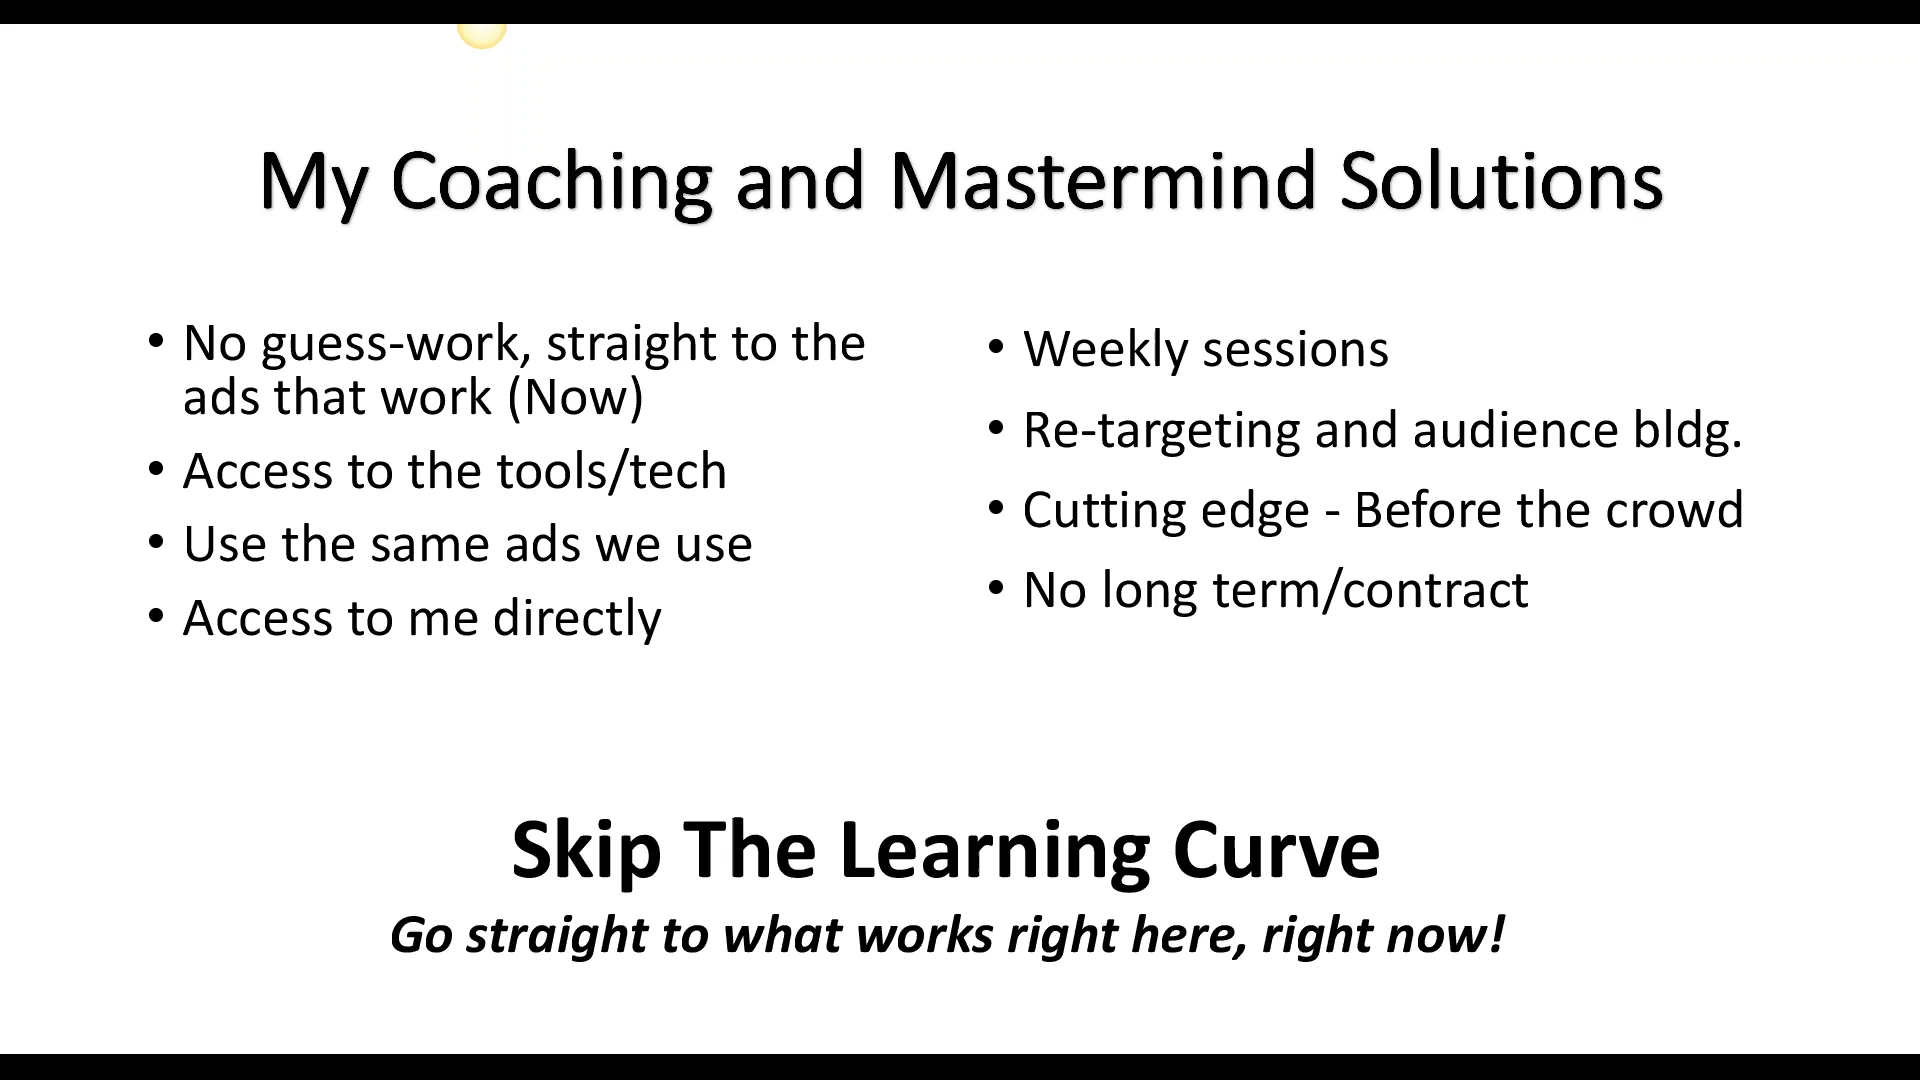 My Coaching and Mastermind Solutions
• No guess-work, straight to the
ads that work (Now)
• Access to the tools/tech
• Use the same ads we use
• Access to me directly
• Weekly sessions
• Re-targeting and audience bldg.
• Cutting edge - Before the crowd
• No long term/contract
Skip The Learning Curve
Go straight to what works right here, right now!